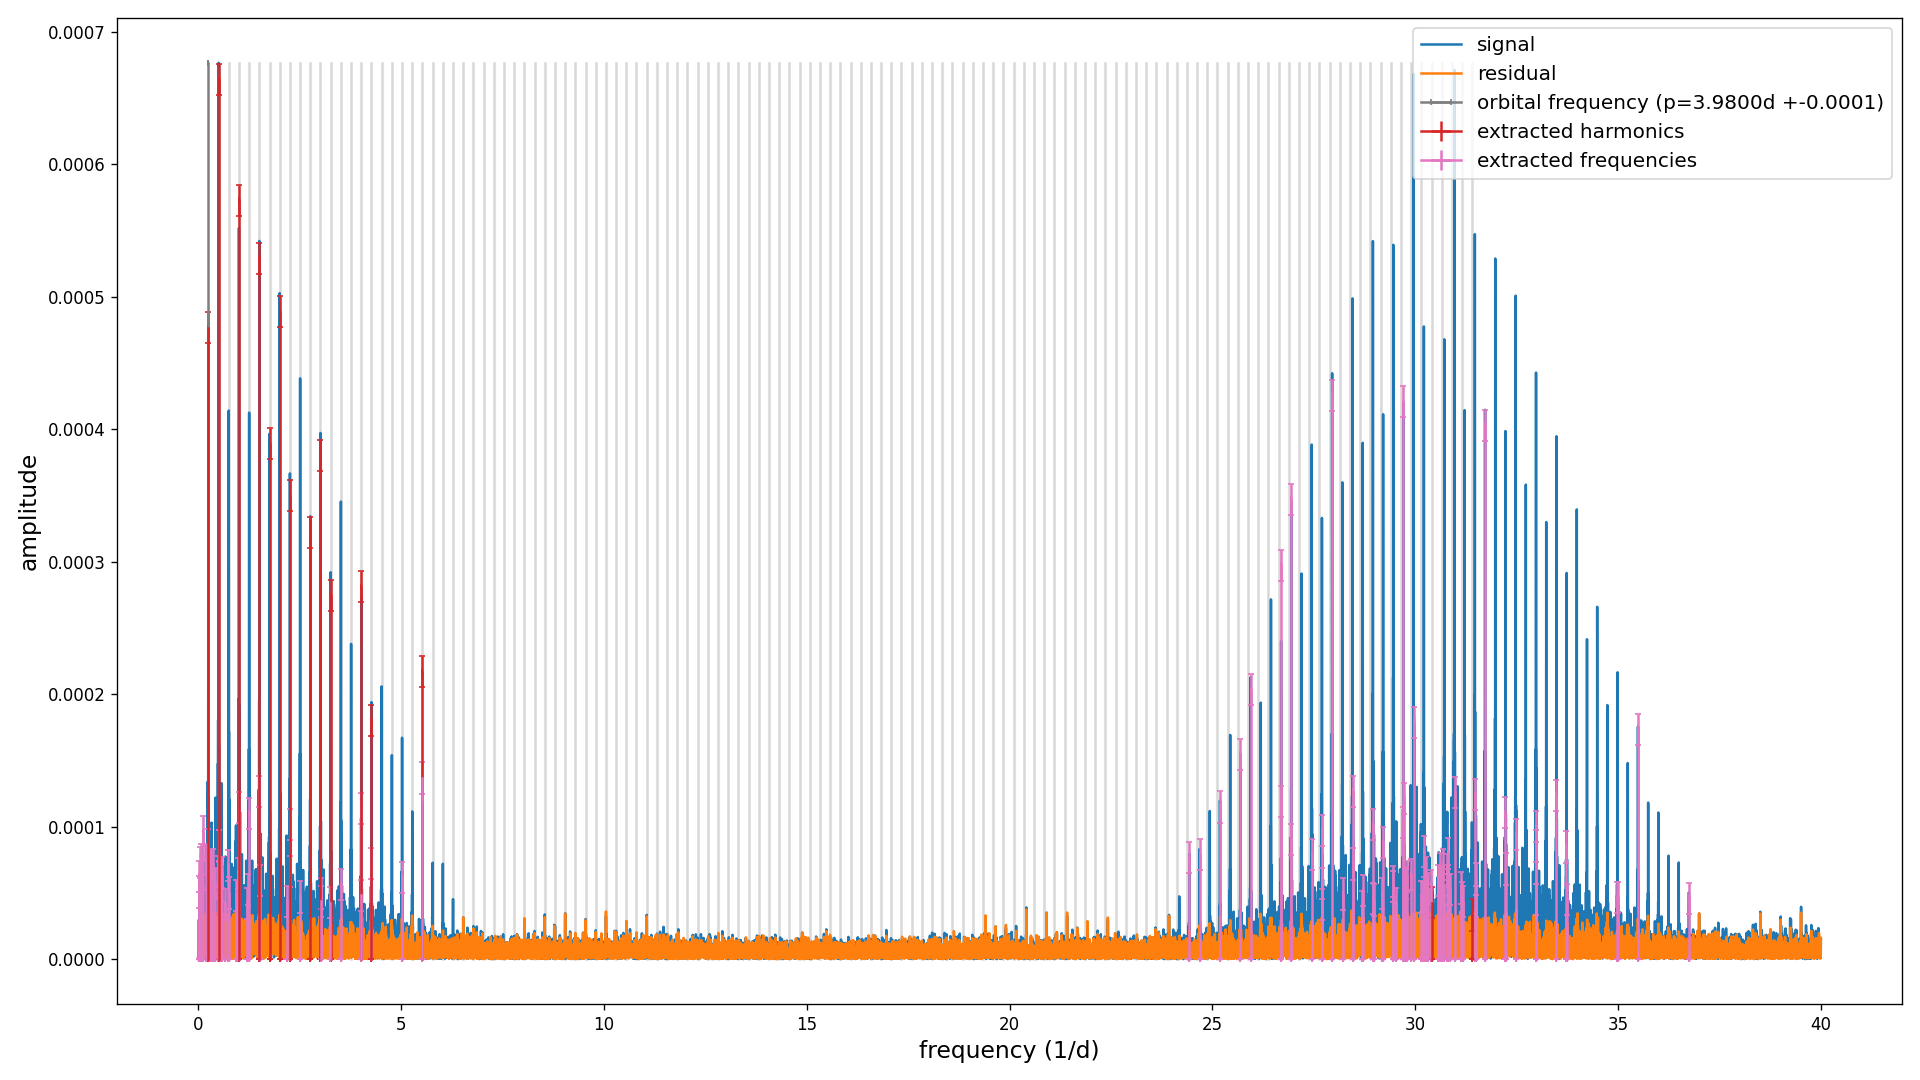 0.0007
0.0006
0.0005
0.0004
0.0003
0.0002
0.0001
0.0000
amplitude
0 5 10 15 20 25 30 35 40
frequency (1/d)
signal
residual
orbital frequency (p=3.9800d +-0.0001)
extracted harmonics
extracted frequencies